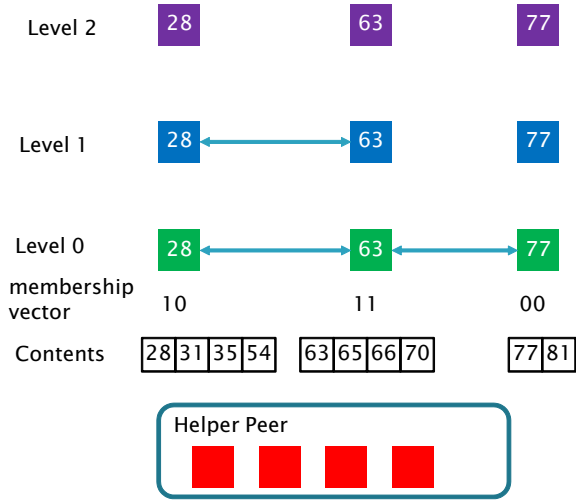 Level 2 28 63 77
Level 1 28 63 77
Level 0 28 63 77
membership
vector 10 11 00
Contents 28 31 35 54 63 65 66 70 77 81
Helper Peer